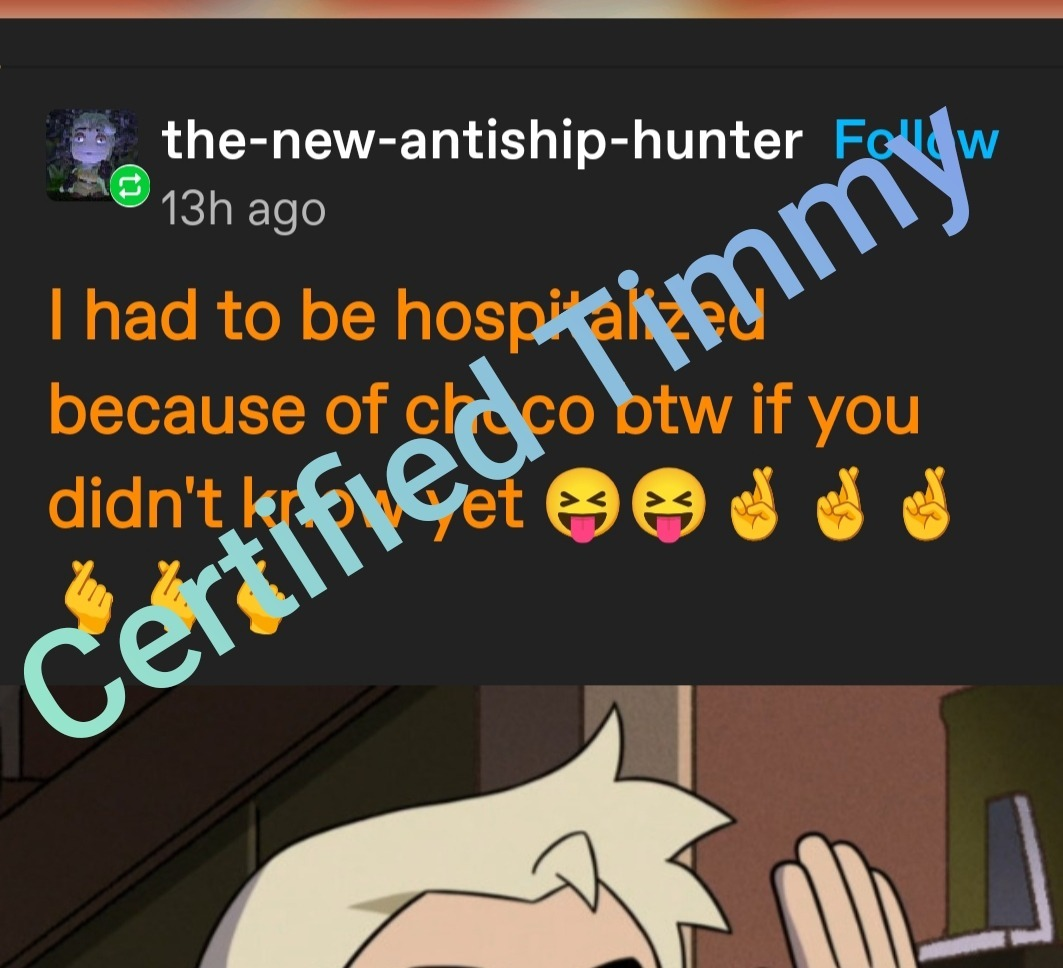 the-new-antiship-hunter Follow
13h ago
I had to be hospitalized
because of choco btw if you
didn't know yet 😝😝🤞🤞🤞
🫰🫰🫰
Certified Timmy